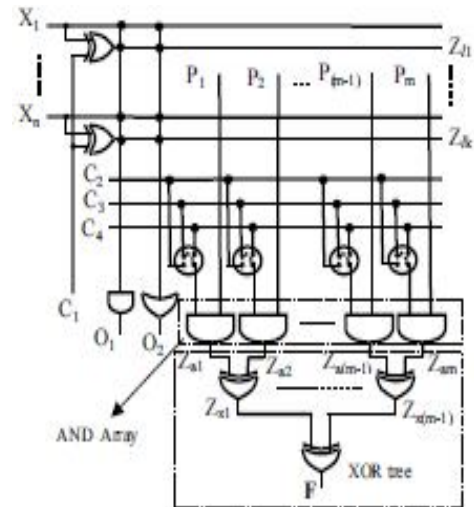 X1
Zl1
P1 P2 ... P(m-1) Pm
Xn
Zlk
C2
C3
C4
C1 O1 O2
Za1 Za2 Za(m-1) Zam
Zx1 Zx(m-1)
AND Array
XOR tree
F